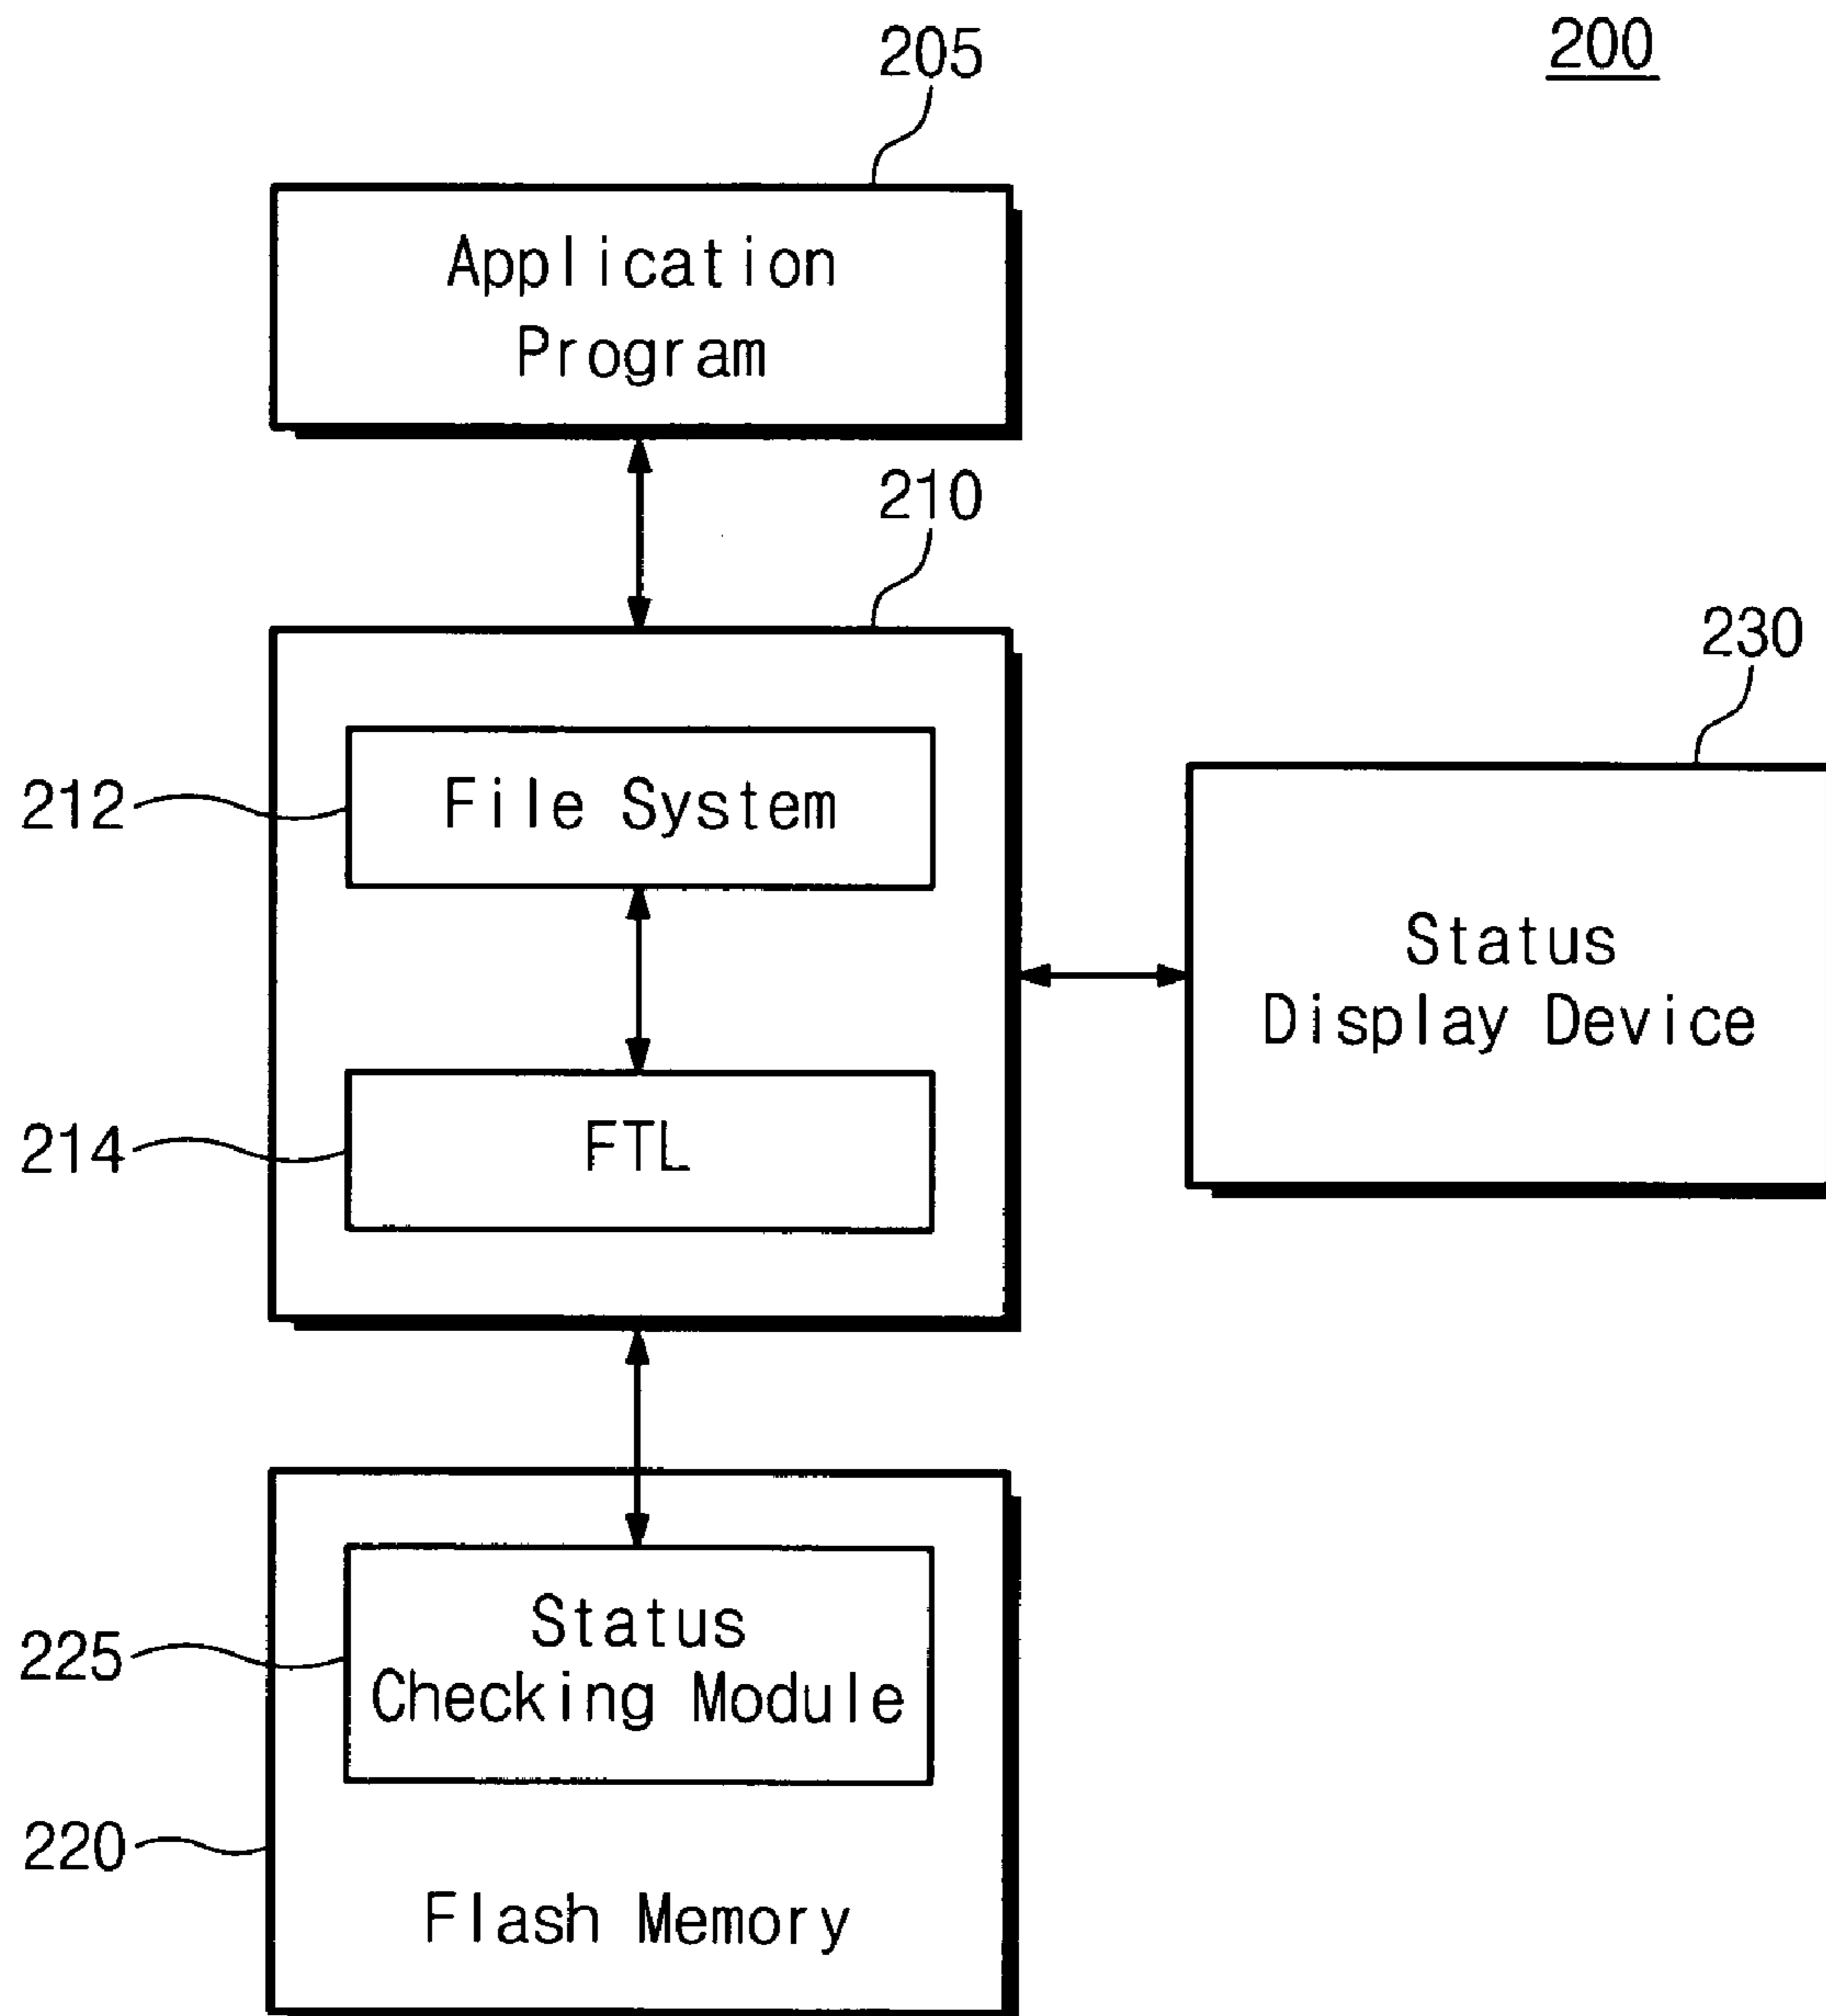 200
205
Application
Program
210
212
File System
230
Status
Display Device
214
FTL
225
Status
Checking Module
220
Flash Memory